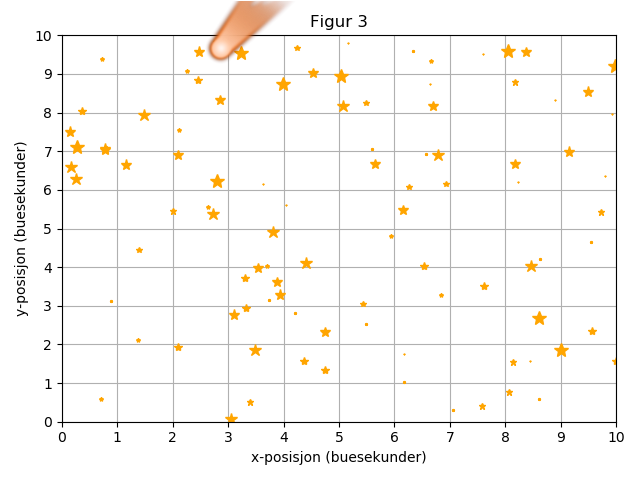 Figur 3
10
9
8
7
6
5
4
3
2
1
0
y-posisjon (buesekunder)
0 1 2 3 4 5 6 7 8 9 10
x-posisjon (buesekunder)